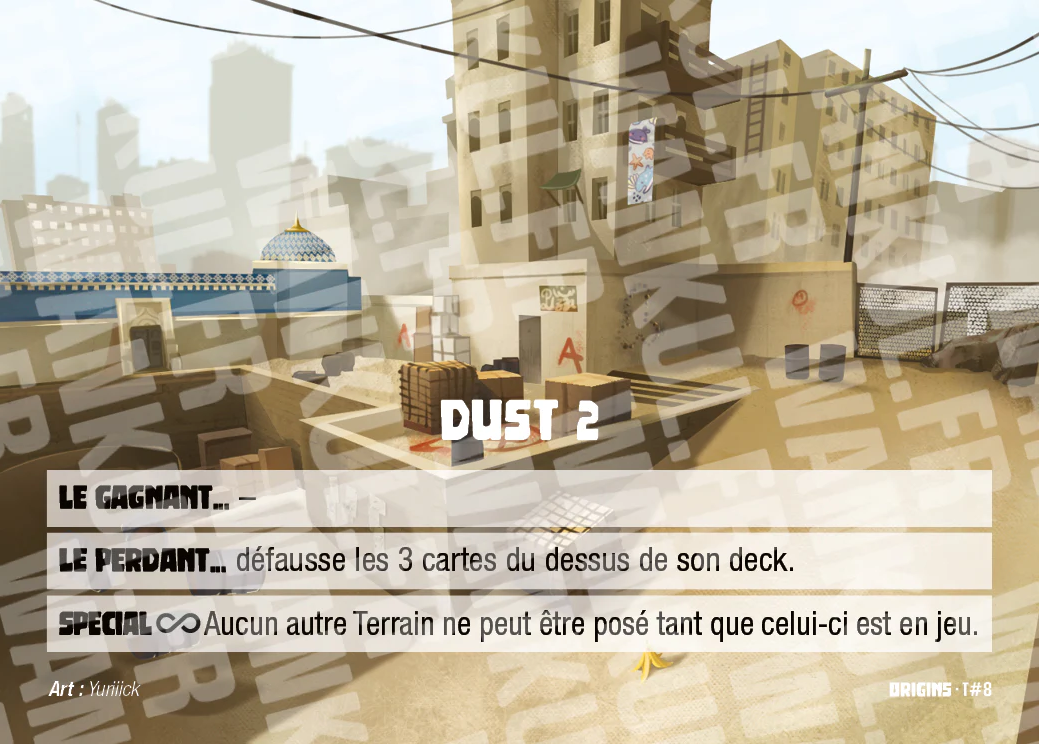 DUST 2
LE GAGNANT... –
LE PERDANT... défausse les 3 cartes du dessus de son deck.
SPECIAL ∞ Aucun autre Terrain ne peut être posé tant que celui-ci est en jeu.
Art : Yuriiick
ORIGINS · T#8